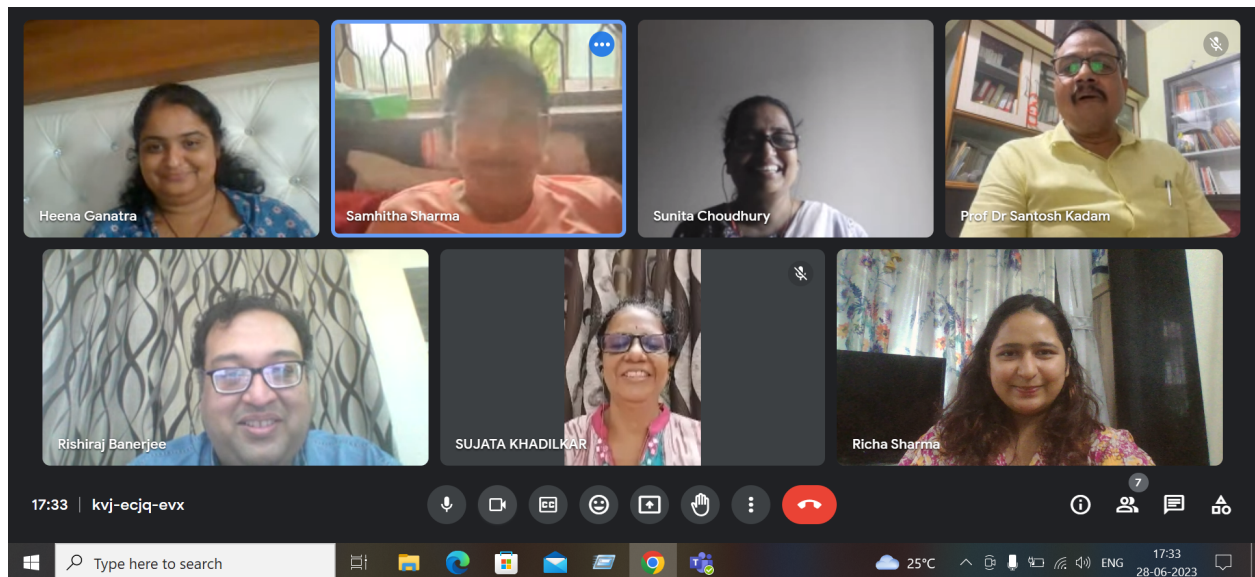 Heena Ganatra
Samhitha Sharma
Sunita Choudhury
Prof Dr Santosh Kadam
Rishiraj Banerjee
SUJATA KHADILKAR
Richa Sharma
17:33 | kvj-ecjq-evx
CC
7
Type here to search
25°C
ENG
17:33
28-06-2023